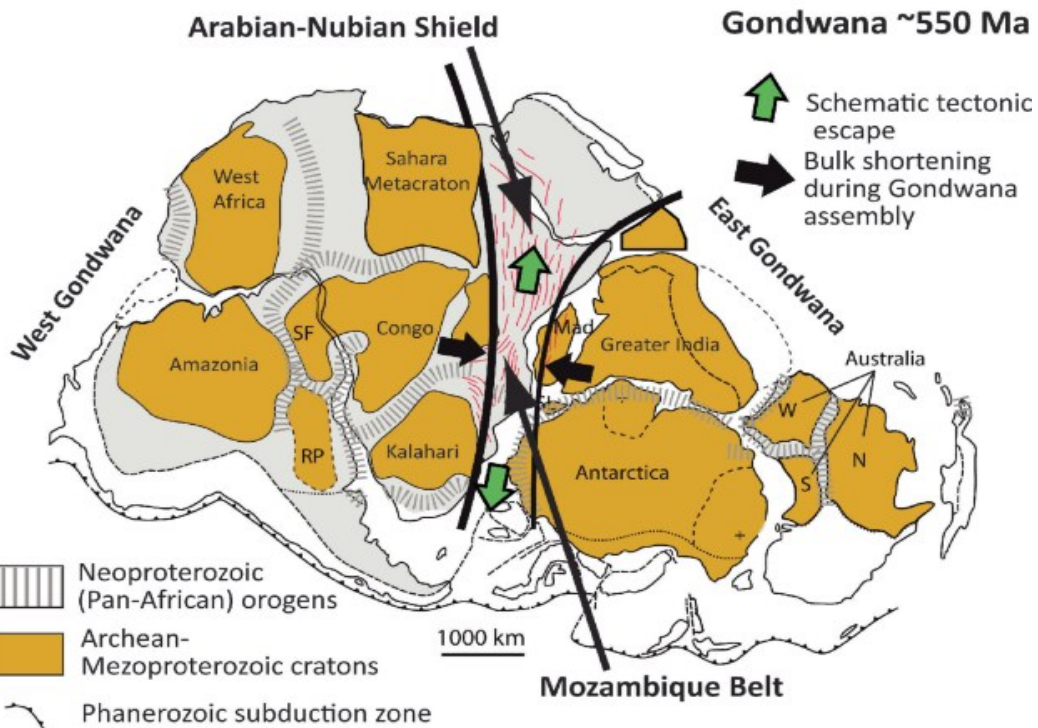 Arabian-Nubian Shield
Gondwana ~550 Ma
Schematic tectonic
escape
Bulk shortening
during Gondwana
assembly
West
Africa
Sahara
Metacraton
West Gondwana
East Gondwana
SF
Congo
Mad
Greater India
Amazonia
Australia
RP
Kalahari
Antarctica
W
S
N
Neoproterozoic
(Pan-African) orogens
Archean-
Mezoproterozoic cratons
Phanerozoic subduction zone
1000 km
Mozambique Belt